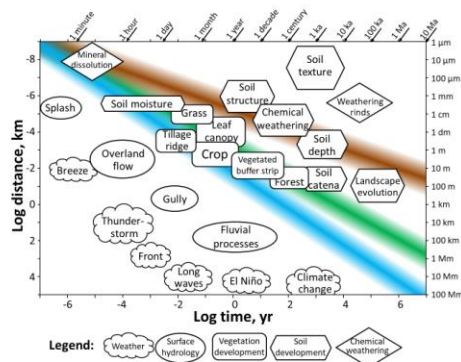 1 minute
1 hour
1 day
1 month
1 year
1 decade
1 century
1 ka
10 ka
100 ka
1 Ma
10 Ma
-8
-6
-4
-2
0
2
4
Log distance, km
1 µm
10 µm
100 µm
1 mm
1 cm
1 dm
1 m
10 m
100 m
1 km
10 km
100 km
1 Mm
10 Mm
100 Mm
Mineral
dissolution
Soil
texture
Splash
Soil moisture
Soil
structure
Weathering
rinds
Grass
Chemical
weathering
Leaf
canopy
Tillage
ridge
Soil
depth
Breeze
Overland
flow
Crop
Vegetated
buffer strip
Forest
Soil
catena
Landscape
evolution
Gully
Thunder-
storm
Fluvial
processes
Front
Long
waves
El Niño
Climate
change
-6
-4
-2
0
2
4
6
Log time, yr
Legend:
Weather
Surface
hydrology
Vegetation
development
Soil
development
Chemical
weathering